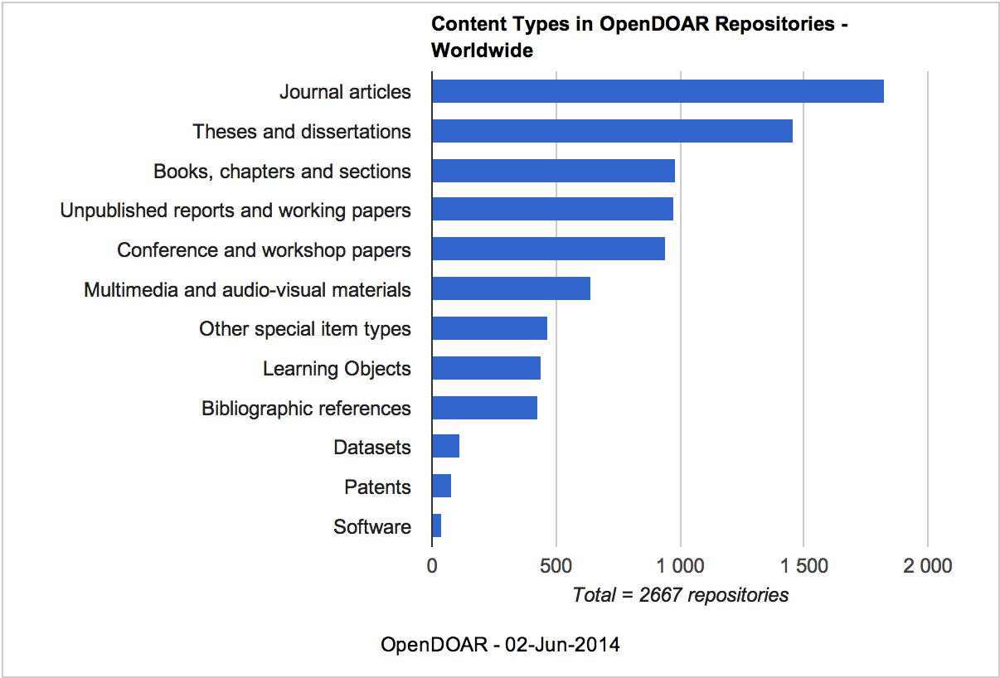 Content Types in OpenDOAR Repositories -
Worldwide
Journal articles
Theses and dissertations
Books, chapters and sections
Unpublished reports and working papers
Conference and workshop papers
Multimedia and audio-visual materials
Other special item types
Learning Objects
Bibliographic references
Datasets
Patents
Software
0 500 1 000 1 500 2 000
Total = 2667 repositories
OpenDOAR - 02-Jun-2014